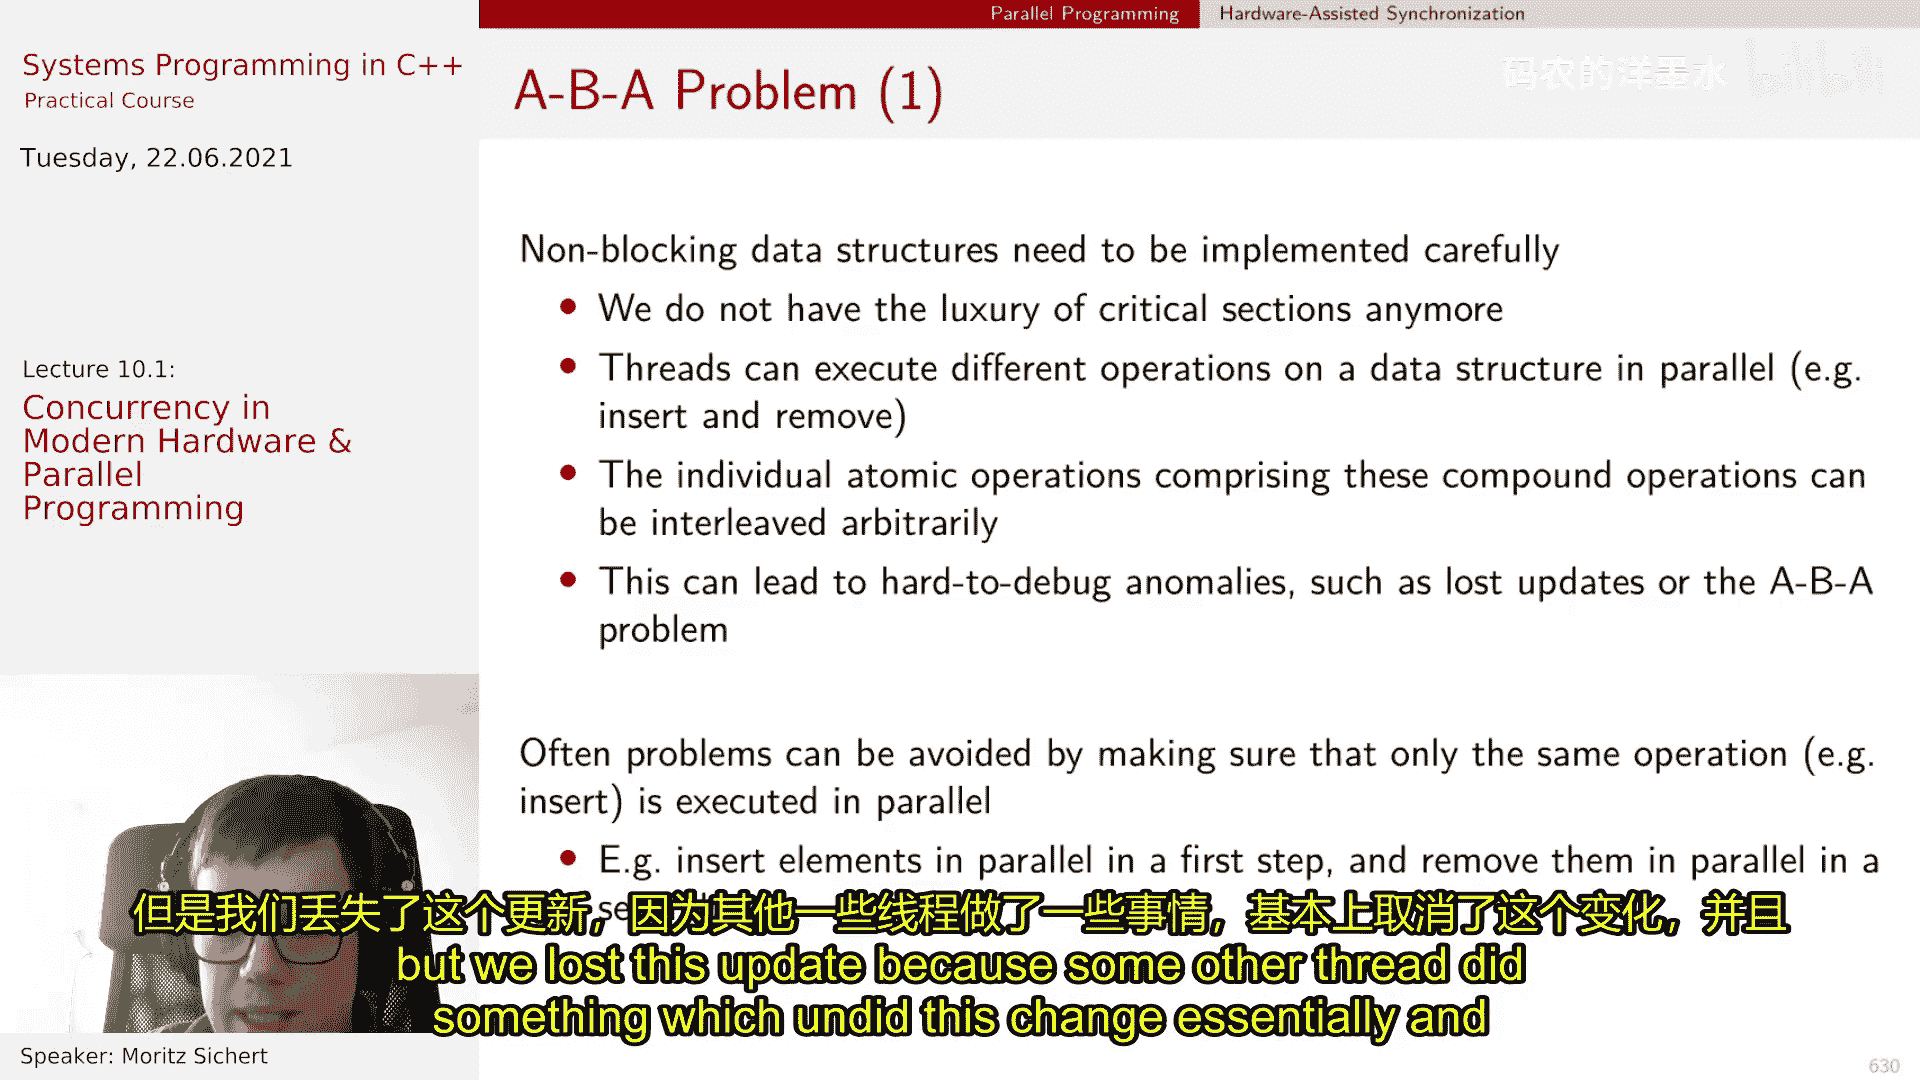 Parallel Programming
Hardware-Assisted Synchronization
Systems Programming in C++
Practical Course
Tuesday, 22.06.2021
Lecture 10.1:
Concurrency in
Modern Hardware &
Parallel
Programming
A-B-A Problem (1)
码农的洋墨水
Non-blocking data structures need to be implemented carefully
• We do not have the luxury of critical sections anymore
• Threads can execute different operations on a data structure in parallel (e.g.
insert and remove)
• The individual atomic operations comprising these compound operations can
be interleaved arbitrarily
• This can lead to hard-to-debug anomalies, such as lost updates or the A-B-A
problem
Often problems can be avoided by making sure that only the same operation (e.g.
insert) is executed in parallel
• E.g. insert elements in parallel in a first step, and remove them in parallel in a
但是我们丢失了这个更新，因为其他一些线程做了一些事情，基本上取消了这个变化，并且
but we lost this update because some other thread did
something which undid this change essentially and
Speaker: Moritz Sichert
630